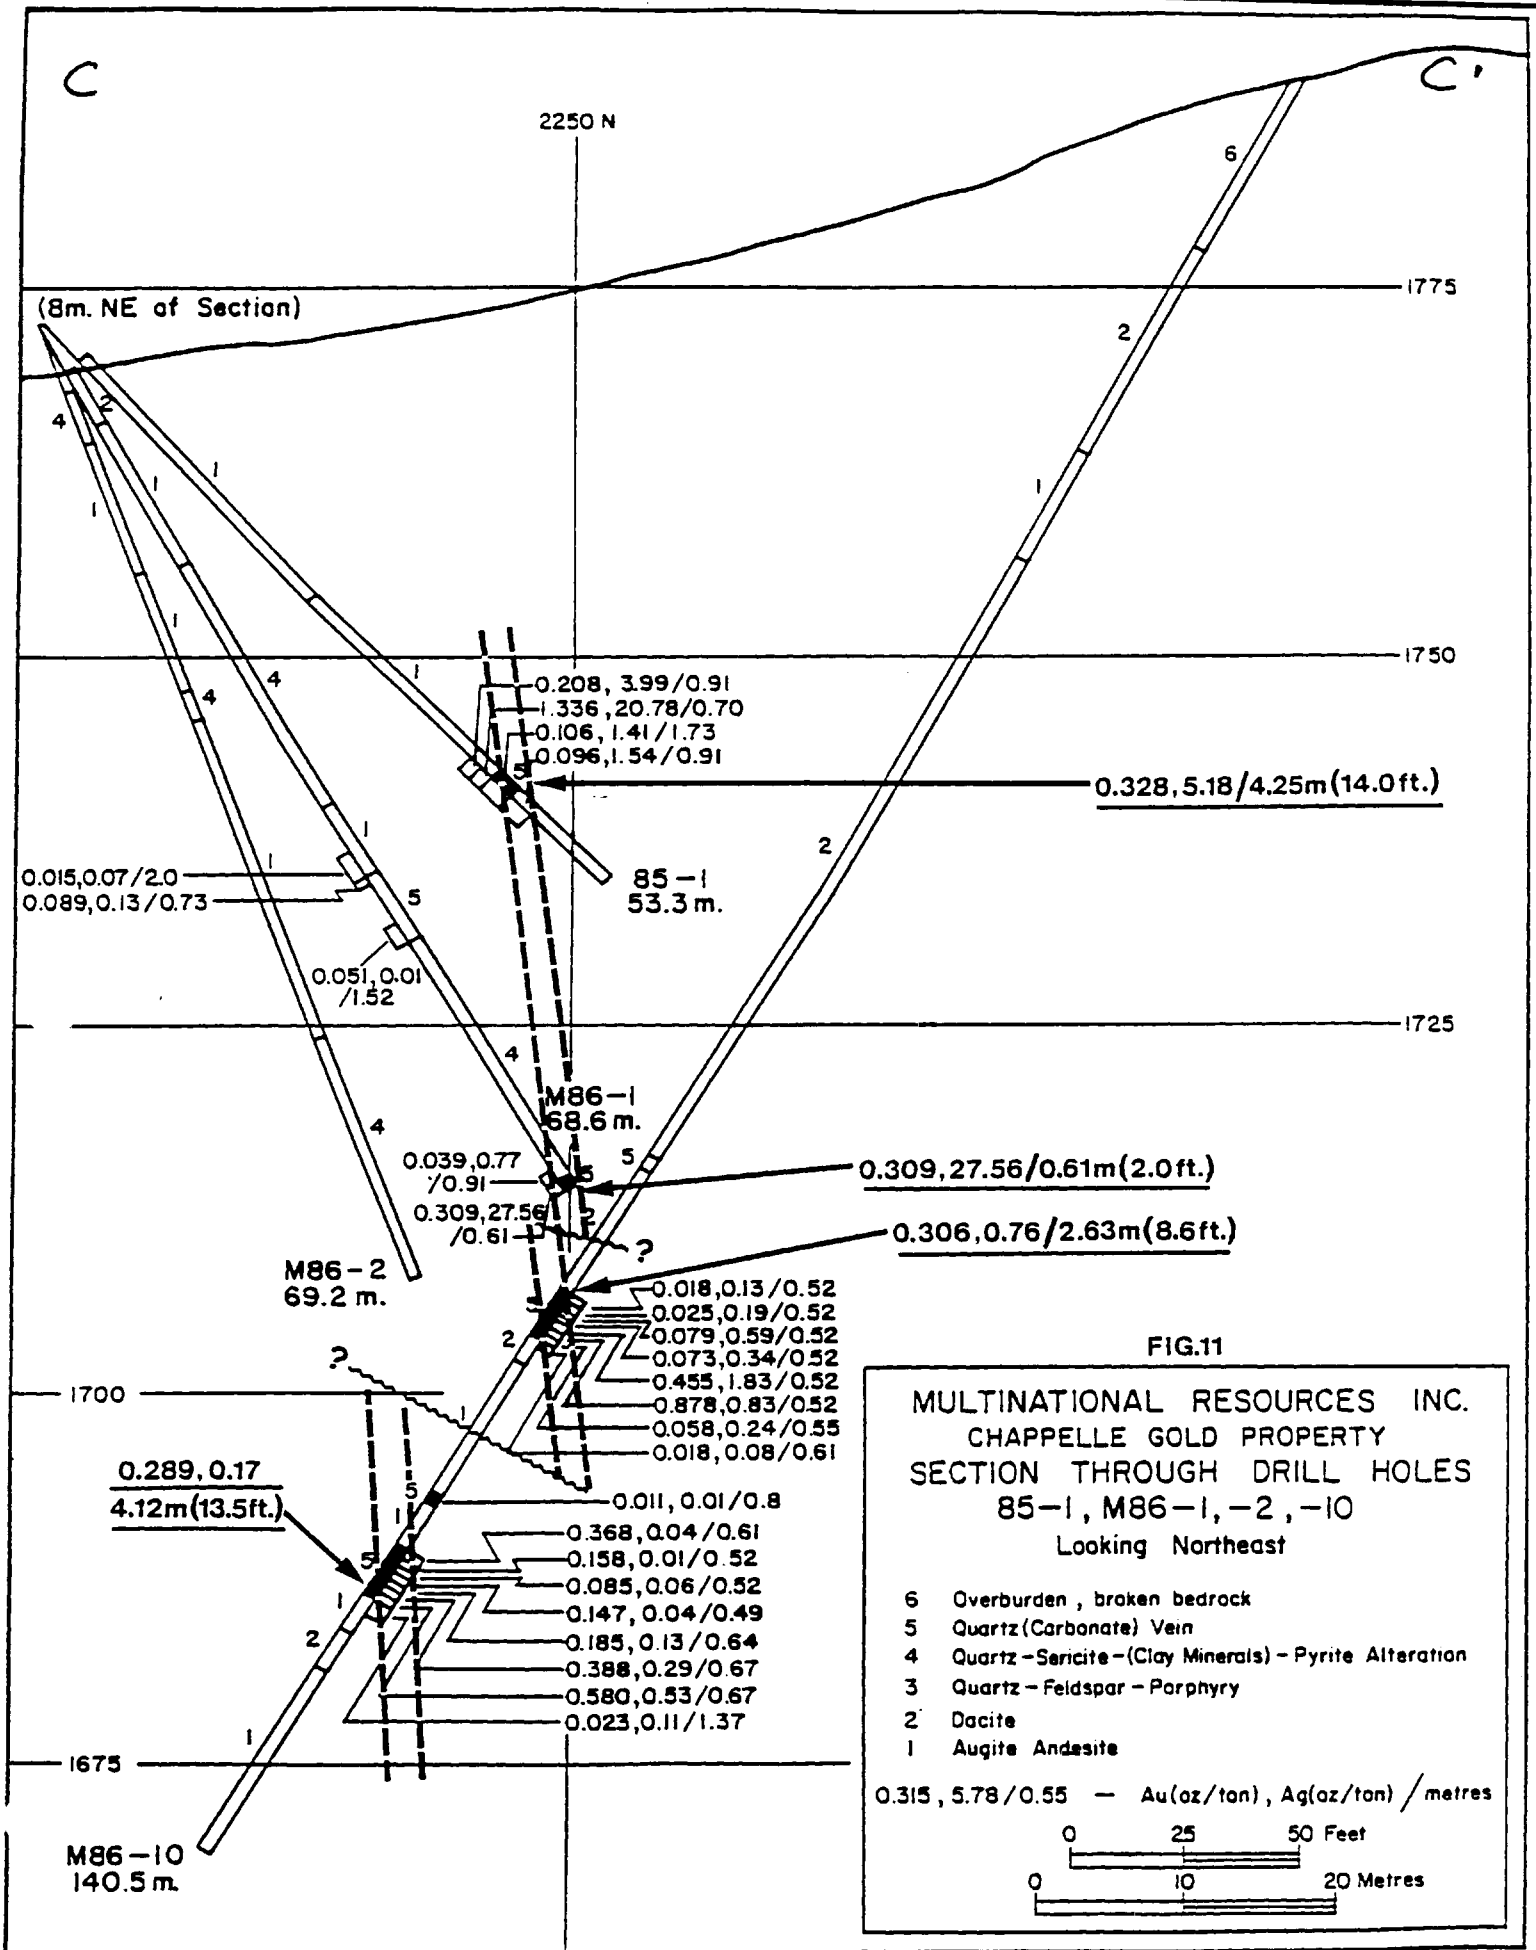 C
C'
2250 N
6
(8m. NE of Section)
1775
2
4
2
1
1
1
1
1
4
4
1
1750
0.208, 3.99/0.91
1.336, 20.78/0.70
0.106, 1.41/1.73
0.096, 1.54/0.91
5
0.328, 5.18/4.25m(14.0ft.)
1
1
2
0.015, 0.07/2.0
0.089, 0.13/0.73
5
85-1
53.3 m.
0.051, 0.01
/1.52
1725
4
M86-1
68.6 m.
4
0.039, 0.77
/0.91
5
5
0.309, 27.56/0.61m(2.0ft.)
0.309, 27.56
/0.61
2
0.306, 0.76/2.63m(8.6ft.)
?
M86-2
69.2 m.
0.018, 0.13/0.52
0.025, 0.19/0.52
0.079, 0.59/0.52
0.073, 0.34/0.52
0.455, 1.83/0.52
0.878, 0.83/0.52
0.058, 0.24/0.55
0.018, 0.08/0.61
2
?
1700
1
0.289, 0.17
4.12m(13.5ft.)
5
1
0.011, 0.01/0.8
0.368, 0.04/0.61
0.158, 0.01/0.52
0.085, 0.06/0.52
0.147, 0.04/0.49
0.185, 0.13/0.64
0.388, 0.29/0.67
0.580, 0.53/0.67
0.023, 0.11/1.37
5
1
2
1
1675
M86-10
140.5 m.
FIG.11
MULTINATIONAL RESOURCES INC.
CHAPPELLE GOLD PROPERTY
SECTION THROUGH DRILL HOLES
85-1, M86-1, -2, -10
Looking Northeast
6 Overburden, broken bedrock
5 Quartz (Carbonate) Vein
4 Quartz-Sericite-(Clay Minerals)-Pyrite Alteration
3 Quartz-Feldspar-Porphyry
2 Dacite
1 Augite Andesite
0.315, 5.78/0.55 — Au(oz/ton), Ag(oz/ton)/metres
0 25 50 Feet
0 10 20 Metres